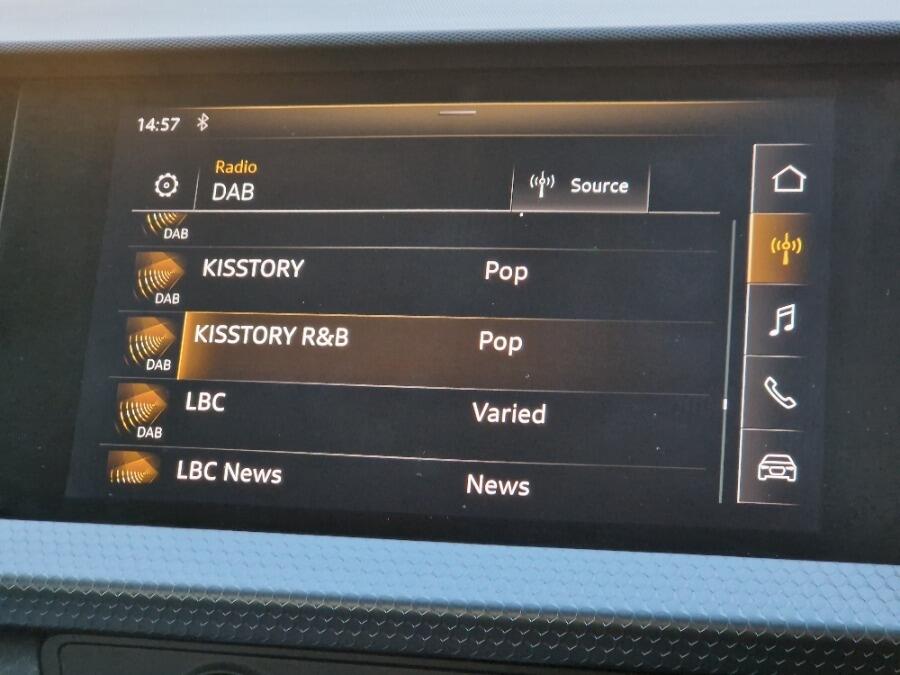 14:57
Radio
DAB
Source
DAB
KISSTORY Pop
DAB
KISSTORY R&B Pop
DAB
LBC Varied
DAB
LBC News News